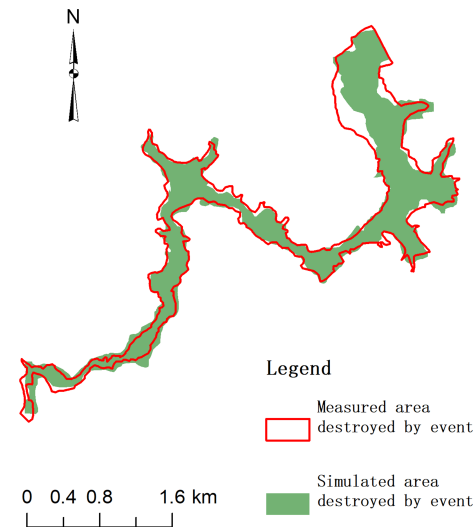 N
Legend
Measured area
destroyed by event
Simulated area
destroyed by event
0 0.4 0.8 1.6 km